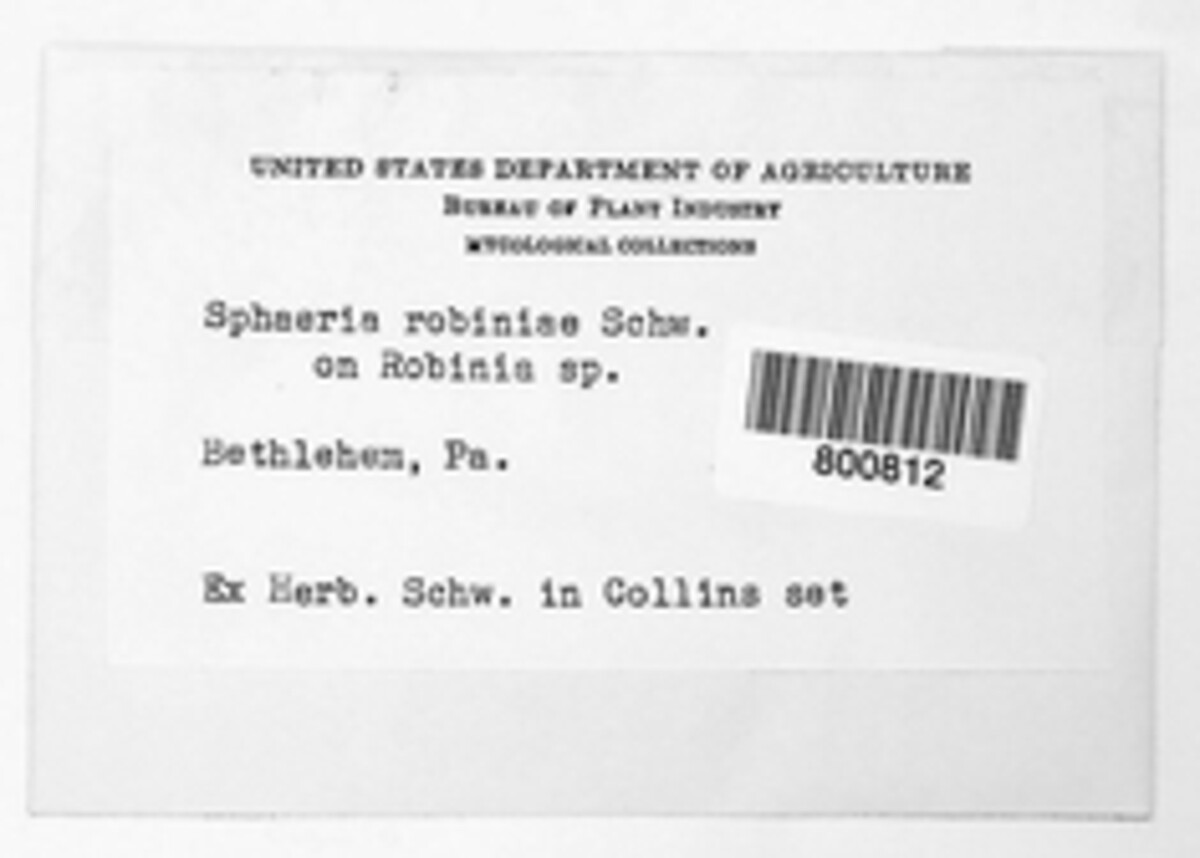 UNITED STATES DEPARTMENT OF AGRICULTURE
BUREAU OF PLANT INDUSTRY
MYCOLOGICAL COLLECTIONS
Sphaeria robiniae Schw.
on Robinia sp.
Bethlehem, Pa.
800812
Ex Herb. Schw. in Collins set